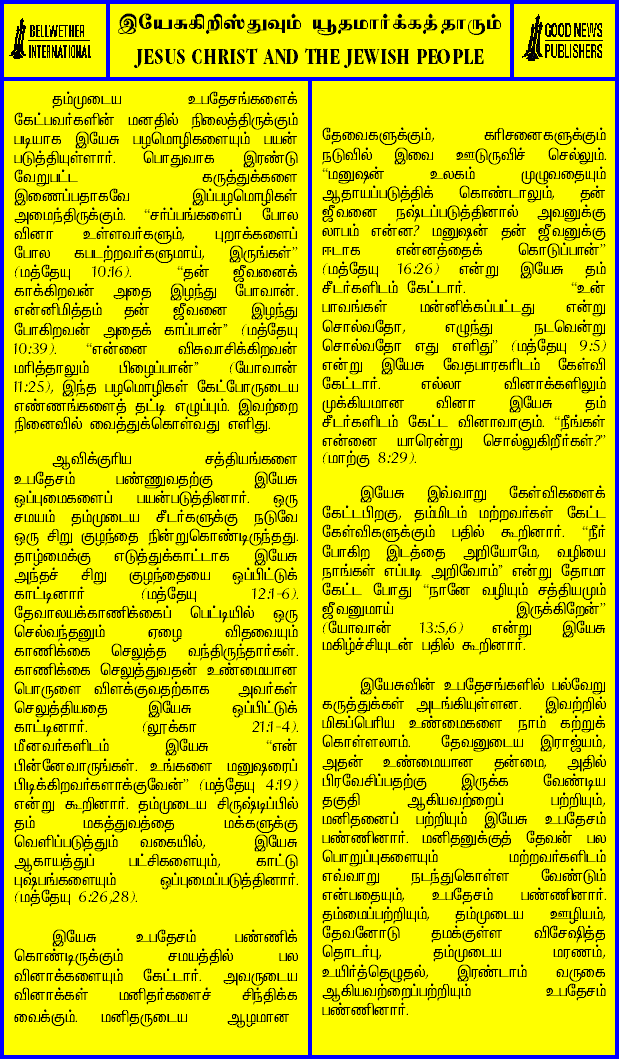 BELLWETHER
INTERNATIONAL
இயேசுகிறிஸ்துவும் யூதமார்க்கத்தாரும்
JESUS CHRIST AND THE JEWISH PEOPLE
GOOD NEWS
PUBLISHERS
தம்முடைய உபதேசங்களைக்
கேட்பவர்களின் மனதில் நிலைத்திருக்கும்
படியாக இயேசு பழமொழிகளையும் பயன்
படுத்தியுள்ளார். பொதுவாக இரண்டு
வேறுபட்ட கருத்துக்களை
இணைப்பதாகவே இப்பழமொழிகள்
அமைந்திருக்கும். “சர்ப்பங்களைப் போல
வினா உள்ளவர்களும், புறாக்களைப்
போல கபடற்றவர்களுமாய், இருங்கள்”
(மத்தேயு 10:16). “தன் ஜீவனைக்
காக்கிறவன் அதை இழந்து போவான்.
என்னிமித்தம் தன் ஜீவனை இழந்து
போகிறவன் அதைக் காப்பான்” (மத்தேயு
10:39). “என்னை விசுவாசிக்கிறவன்
மரித்தாலும் பிழைப்பான்” (யோவான்
11:25), இந்த பழமொழிகள் கேட்போருடைய
எண்ணங்களைத் தட்டி எழுப்பும். இவற்றை
நினைவில் வைத்துக்கொள்வது எளிது.
ஆவிக்குரிய சத்தியங்களை
உபதேசம் பண்ணுவதற்கு இயேசு
ஒப்புமைகளைப் பயன்படுத்தினார். ஒரு
சமயம் தம்முடைய சீடர்களுக்கு நடுவே
ஒரு சிறு குழந்தை நின்றுகொண்டிருந்தது.
தாழ்மைக்கு எடுத்துக்காட்டாக இயேசு
அந்தச் சிறு குழந்தையை ஒப்பிட்டுக்
காட்டினார் (மத்தேயு 12:1-6).
தேவாலயக்காணிக்கைப் பெட்டியில் ஒரு
செல்வந்தனும் ஏழை விதவையும்
காணிக்கை செலுத்த வந்திருந்தார்கள்.
காணிக்கை செலுத்துவதன் உண்மையான
பொருளை விளக்குவதற்காக அவர்கள்
செலுத்தியதை இயேசு ஒப்பிட்டுக்
காட்டினார். (லூக்கா 21:1-4).
மீனவர்களிடம் இயேசு “என்
பின்னேவாருங்கள். உங்களை மனுஷரைப்
பிடிக்கிறவர்களாக்குவேன்” (மத்தேயு 4:19)
என்று கூறினார். தம்முடைய சிருஷ்டிப்பில்
தம் மகத்துவத்தை மக்களுக்கு
வெளிப்படுத்தும் வகையில், இயேசு
ஆகாயத்துப் பட்சிகளையும், காட்டு
புஷ்பங்களையும் ஒப்புமைப்படுத்தினார்.
(மத்தேயு 6:26,28).
இயேசு உபதேசம் பண்ணிக்
கொண்டிருக்கும் சமயத்தில் பல
வினாக்களையும் கேட்டார். அவருடைய
வினாக்கள் மனிதர்களைச் சிந்திக்க
வைக்கும். மனிதருடைய ஆழமான
தேவைகளுக்கும், கரிசனைகளுக்கும்
நடுவில் இவை ஊடுருவிச் செல்லும்.
“மனுஷன் உலகம் முழுவதையும்
ஆதாயப்படுத்திக் கொண்டாலும், தன்
ஜீவனை நஷ்டப்படுத்தினால் அவனுக்கு
லாபம் என்ன? மனுஷன் தன் ஜீவனுக்கு
ஈடாக என்னத்தைக் கொடுப்பான்”
(மத்தேயு 16:26) என்று இயேசு தம்
சீடர்களிடம் கேட்டார். “உன்
பாவங்கள் மன்னிக்கப்பட்டது என்று
சொல்வதோ, எழுந்து நடவென்று
சொல்வதோ எது எளிது” (மத்தேயு 9:5)
என்று இயேசு வேதபாரகரிடம் கேள்வி
கேட்டார். எல்லா வினாக்களிலும்
முக்கியமான வினா இயேசு தம்
சீடர்களிடம் கேட்ட வினாவாகும். “நீங்கள்
என்னை யாரென்று சொல்லுகிறீர்கள்?”
(மாற்கு 8:29).
இயேசு இவ்வாறு கேள்விகளைக்
கேட்டபிறகு, தம்மிடம் மற்றவர்கள் கேட்ட
கேள்விகளுக்கும் பதில் கூறினார். “நீர்
போகிற இடத்தை அறியோமே, வழியை
நாங்கள் எப்படி அறிவோம்” என்று தோமா
கேட்ட போது “நானே வழியும் சத்தியமும்
ஜீவனுமாய் இருக்கிறேன்”
(யோவான் 13:5,6) என்று இயேசு
மகிழ்ச்சியுடன் பதில் கூறினார்.
இயேசுவின் உபதேசங்களில் பல்வேறு
கருத்துக்கள் அடங்கியுள்ளன. இவற்றில்
மிகப்பெரிய உண்மைகளை நாம் கற்றுக்
கொள்ளலாம். தேவனுடைய இராஜ்யம்,
அதன் உண்மையான தன்மை, அதில்
பிரவேசிப்பதற்கு இருக்க வேண்டிய
தகுதி ஆகியவற்றைப் பற்றியும்,
மனிதனைப் பற்றியும் இயேசு உபதேசம்
பண்ணினார். மனிதனுக்குத் தேவன் பல
பொறுப்புகளையும் மற்றவர்களிடம்
எவ்வாறு நடந்துகொள்ள வேண்டும்
என்பதையும், உபதேசம் பண்ணினார்.
தம்மைப்பற்றியும், தம்முடைய ஊழியம்,
தேவனோடு தமக்குள்ள விசேஷித்த
தொடர்பு, தம்முடைய மரணம்,
உயிர்த்தெழுதல், இரண்டாம் வருகை
ஆகியவற்றைப்பற்றியும் உபதேசம்
பண்ணினார்.